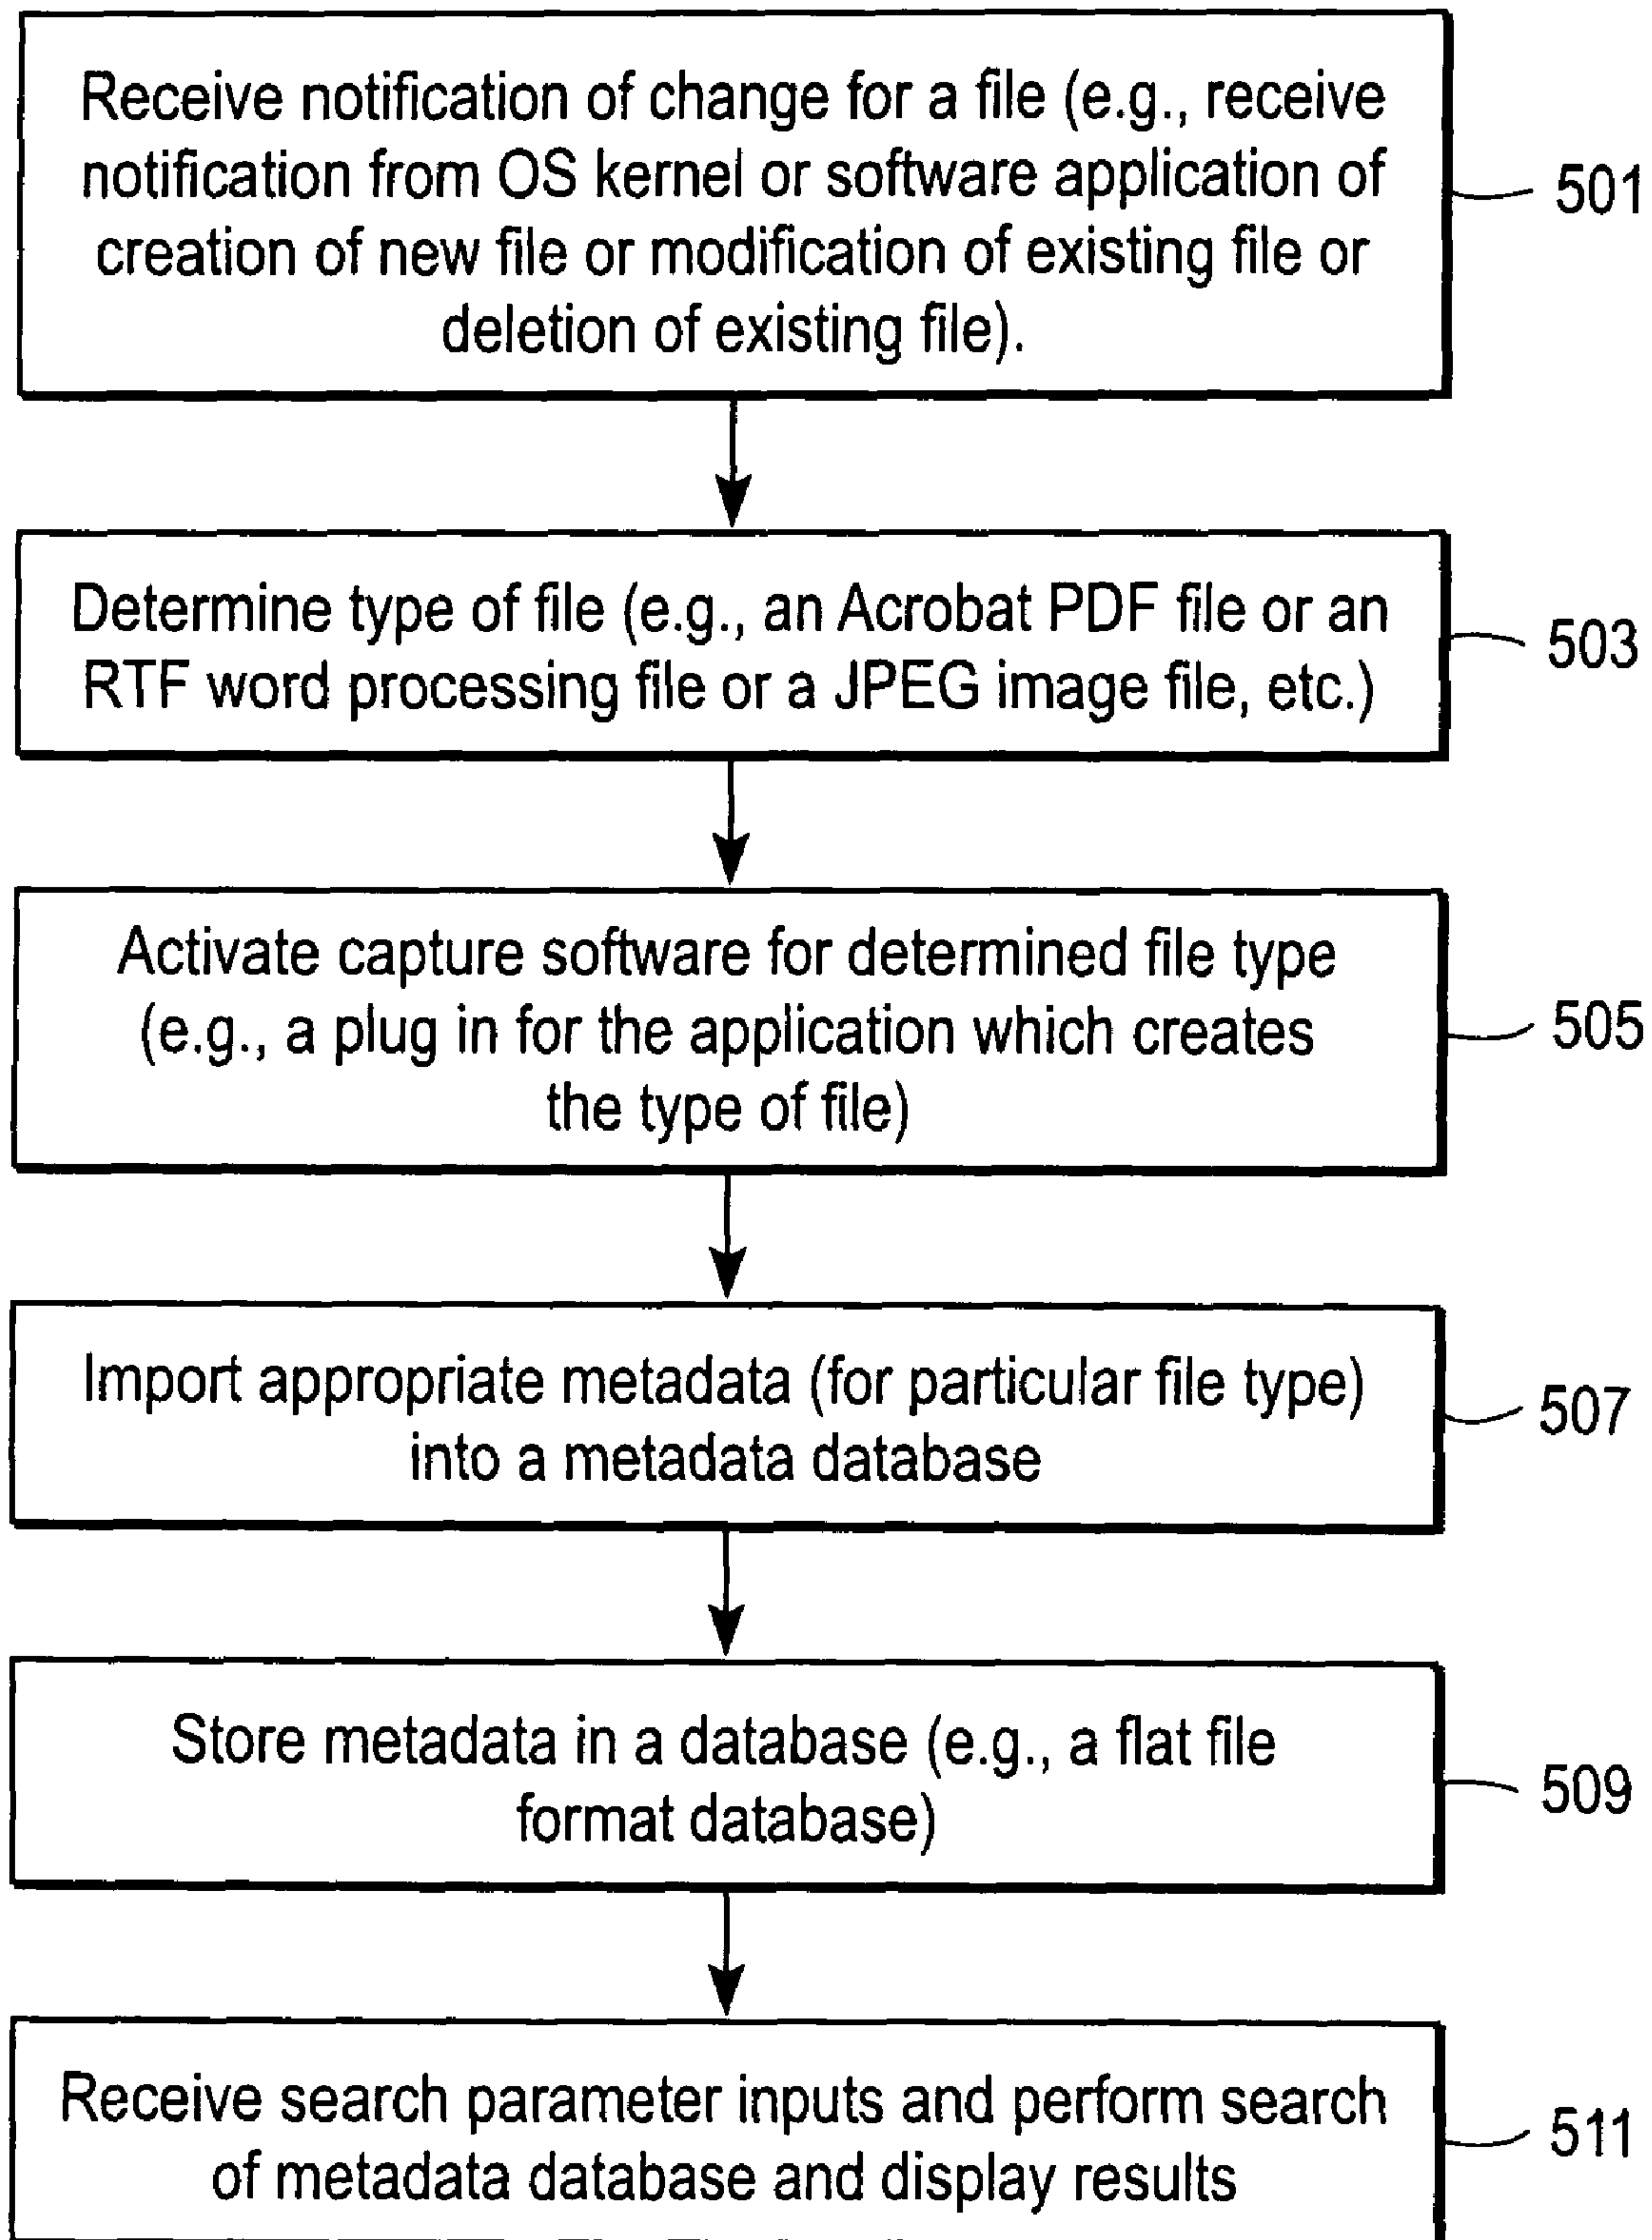 Receive notification of change for a file (e.g., receive
notification from OS kernel or software application of
creation of new file or modification of existing file or
deletion of existing file).
501
Determine type of file (e.g., an Acrobat PDF file or an
RTF word processing file or a JPEG image file, etc.)
503
Activate capture software for determined file type
(e.g., a plug in for the application which creates
the type of file)
505
Import appropriate metadata (for particular file type)
into a metadata database
507
Store metadata in a database (e.g., a flat file
format database)
509
Receive search parameter inputs and perform search
of metadata database and display results
511